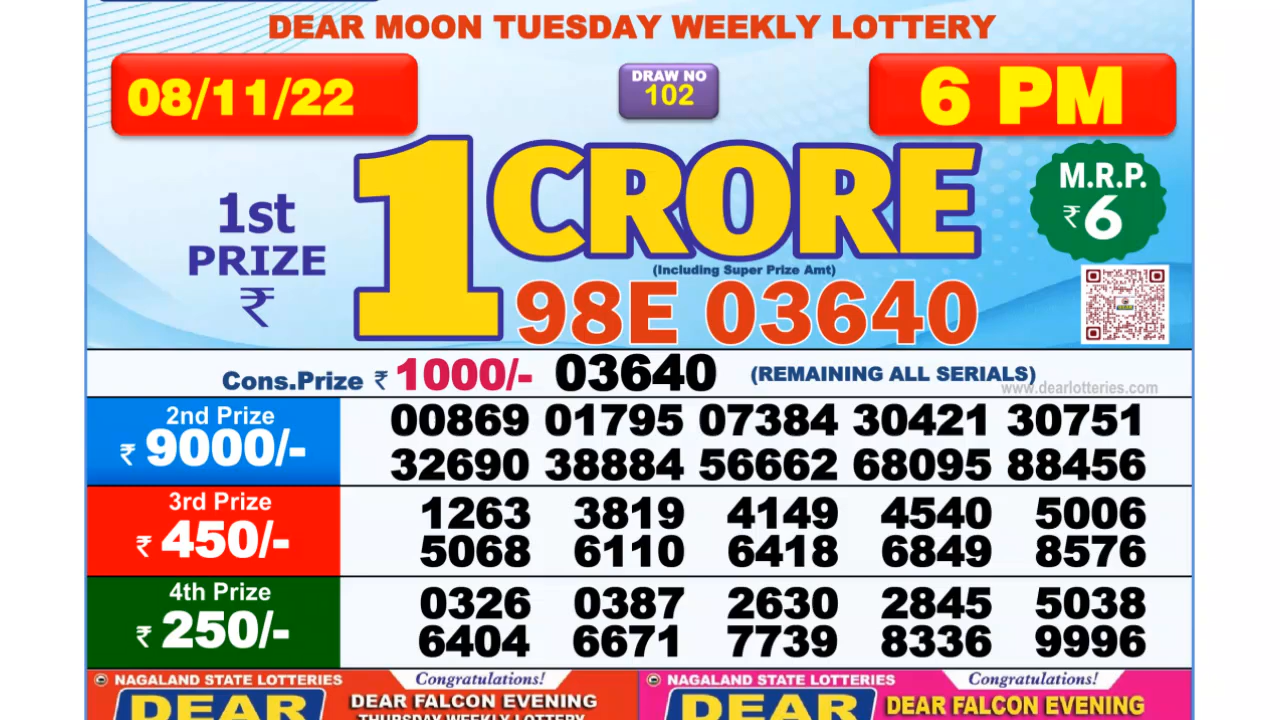 DEAR MOON TUESDAY WEEKLY LOTTERY
08/11/22
DRAW NO
102
6 PM
1st
PRIZE
₹
1 CRORE
(Including Super Prize Amt)
98E 03640
M.R.P.
₹6
Cons.Prize ₹ 1000/- 03640 (REMAINING ALL SERIALS)
www.dearlotteries.com
2nd Prize
₹ 9000/-
00869 01795 07384 30421 30751
32690 38884 56662 68095 88456
3rd Prize
₹ 450/-
1263 3819 4149 4540 5006
5068 6110 6418 6849 8576
4th Prize
₹ 250/-
0326 0387 2630 2845 5038
6404 6671 7739 8336 9996
NAGALAND STATE LOTTERIES
Congratulations!
DEAR
DEAR FALCON EVENING
THURSDAY WEEKLY LOTTERY
NAGALAND STATE LOTTERIES
Congratulations!
DEAR
DEAR FALCON EVENING